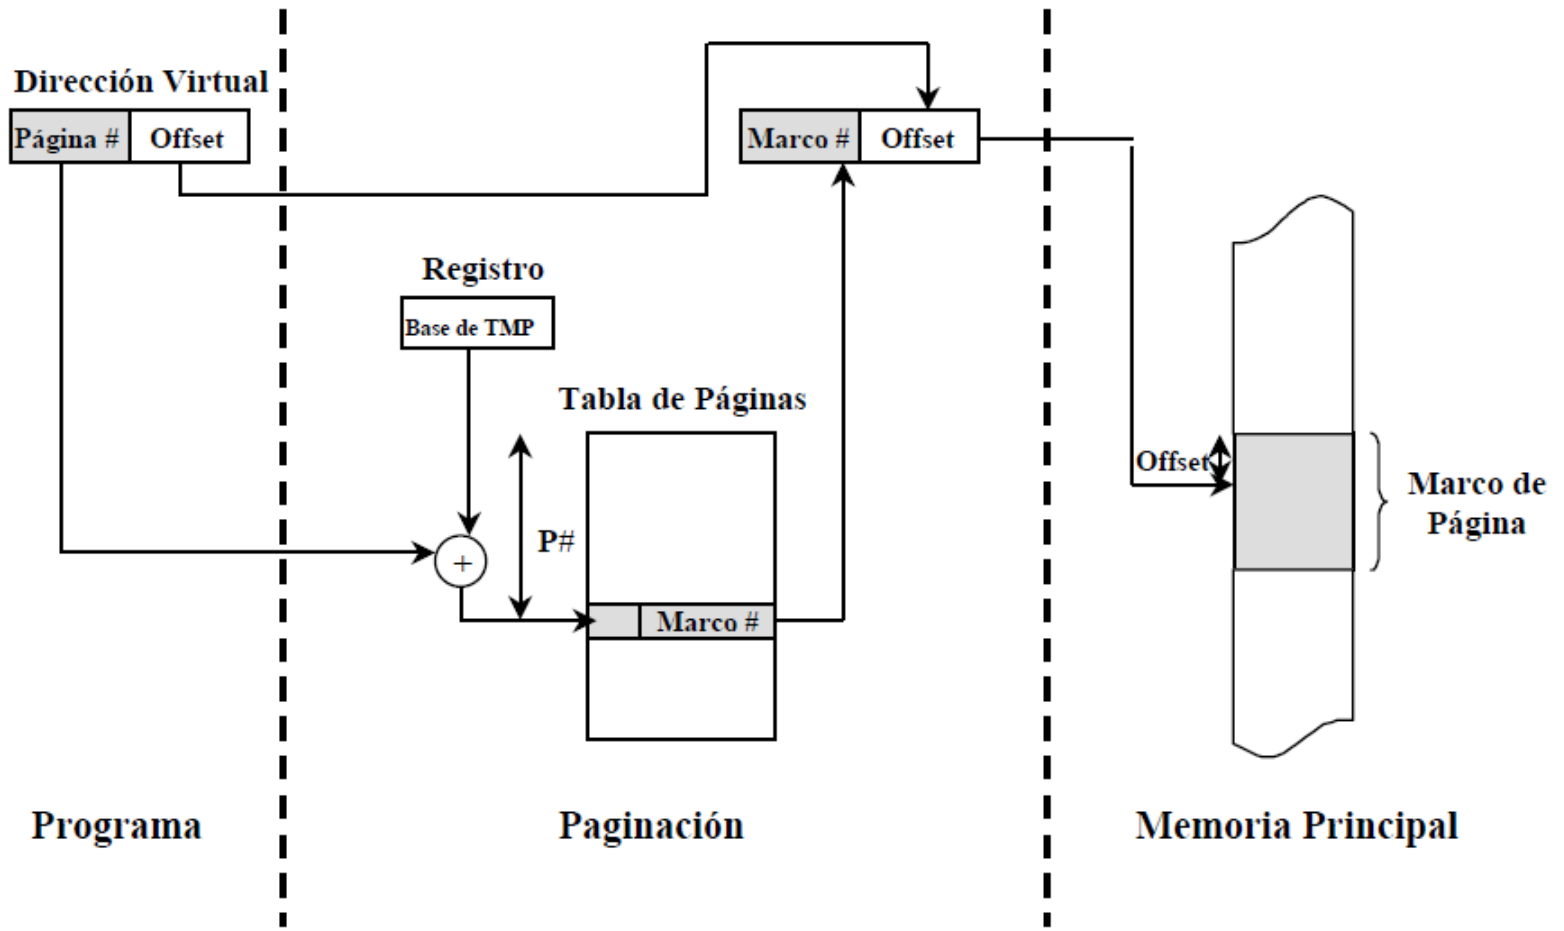 Dirección Virtual
Página # Offset
Marco # Offset
Registro
Base de TMP
Tabla de Páginas
Offset
Marco de
Página
P#
+
Marco #
Programa
Paginación
Memoria Principal